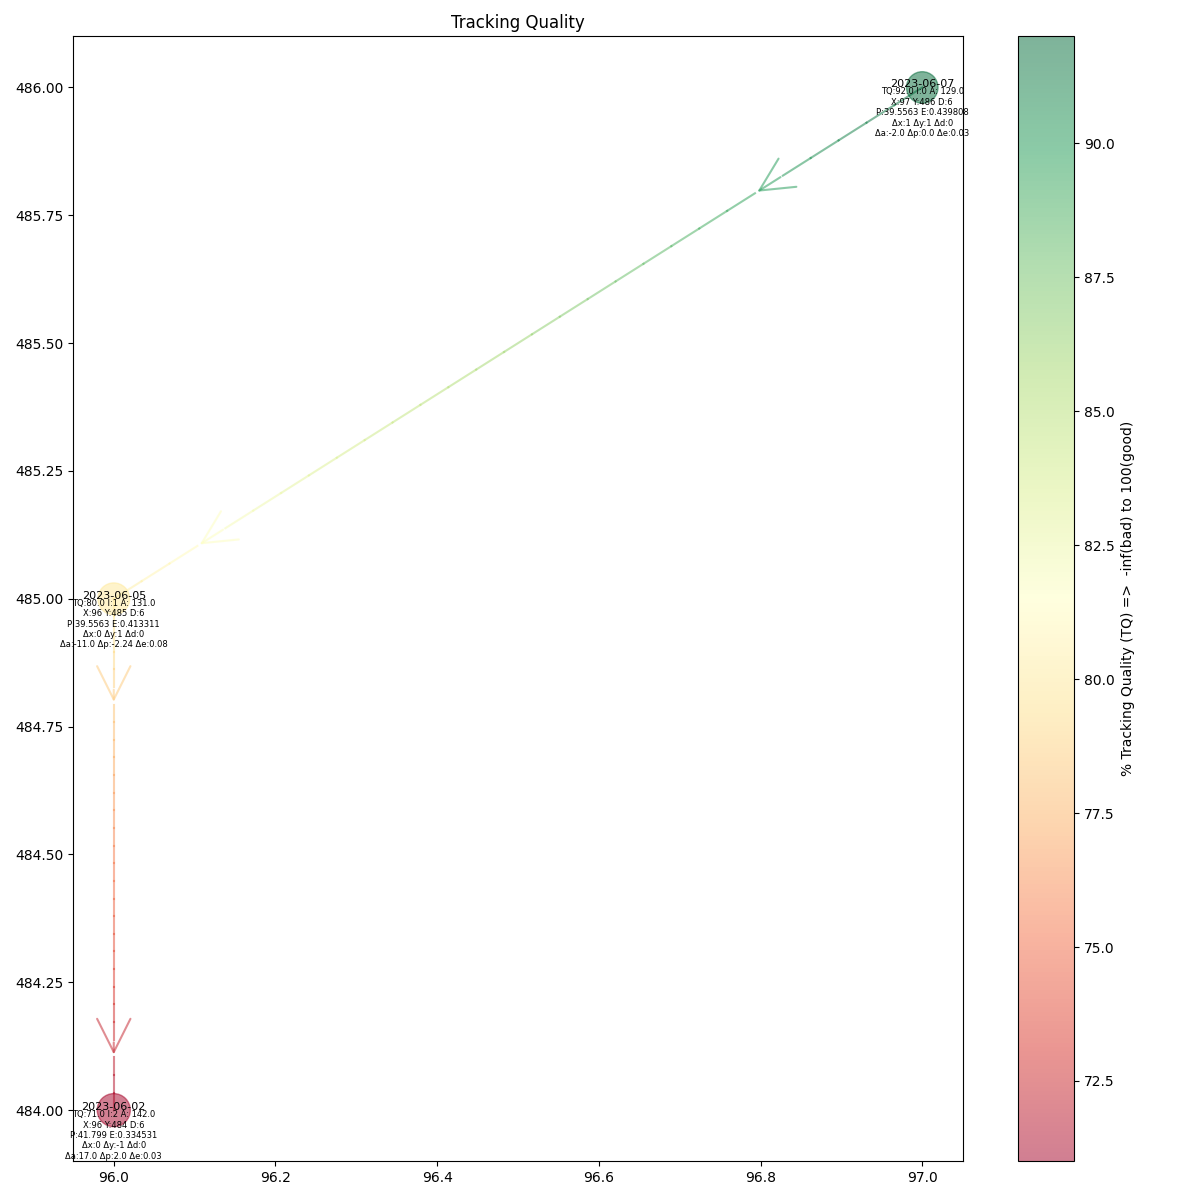 Tracking Quality
486.00
485.75
485.50
485.25
485.00
484.75
484.50
484.25
484.00
2023-06-07
TQ:92.0 I:0 A: 129.0
X:97 Y:486 D:6
P:39.5563 E:0.439808
Δx:1 Δy:1 Δd:0
Δa:-2.0 Δp:0.0 Δe:0.03
2023-06-05
TQ:80.0 I:1 A: 131.0
X:96 Y:485 D:6
P:39.5563 E:0.413311
Δx:0 Δy:1 Δd:0
Δa:-11.0 Δp:-2.24 Δe:0.08
2023-06-02
TQ:71.0 I:2 A: 142.0
X:96 Y:484 D:6
P:41.799 E:0.334531
Δx:0 Δy:-1 Δd:0
Δa:17.0 Δp:2.0 Δe:0.03
96.0 96.2 96.4 96.6 96.8 97.0
90.0
87.5
85.0
82.5
80.0
77.5
75.0
72.5
% Tracking Quality (TQ) => -inf(bad) to 100(good)